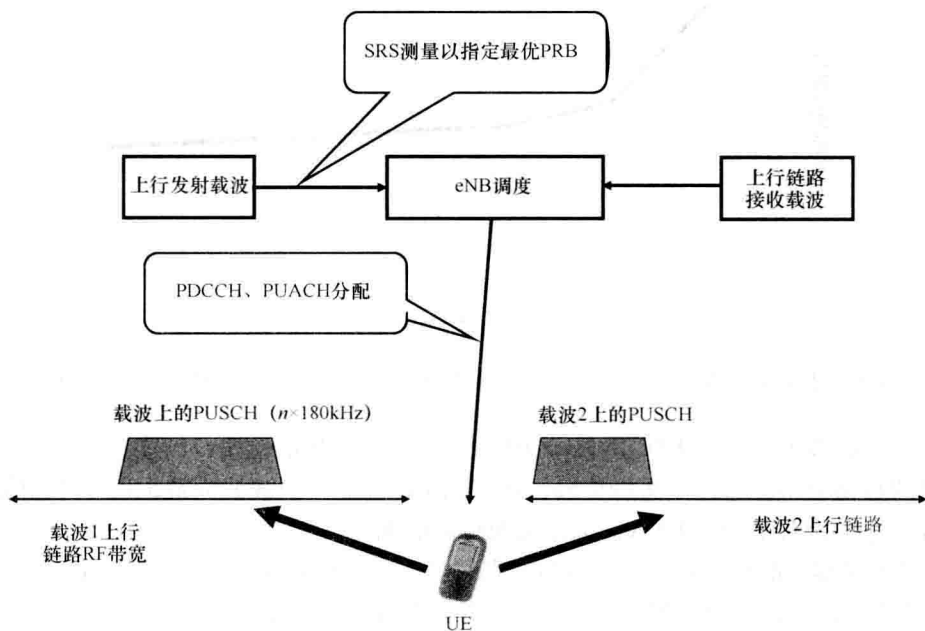 SRS测量以指定最优PRB
上行发射载波
eNB调度
上行链路
接收载波
PDCCH、PUACH分配
载波上的PUSCH（n×180kHz）
载波2上的PUSCH
载波1上行
链路RF带宽
载波2上行链路
UE